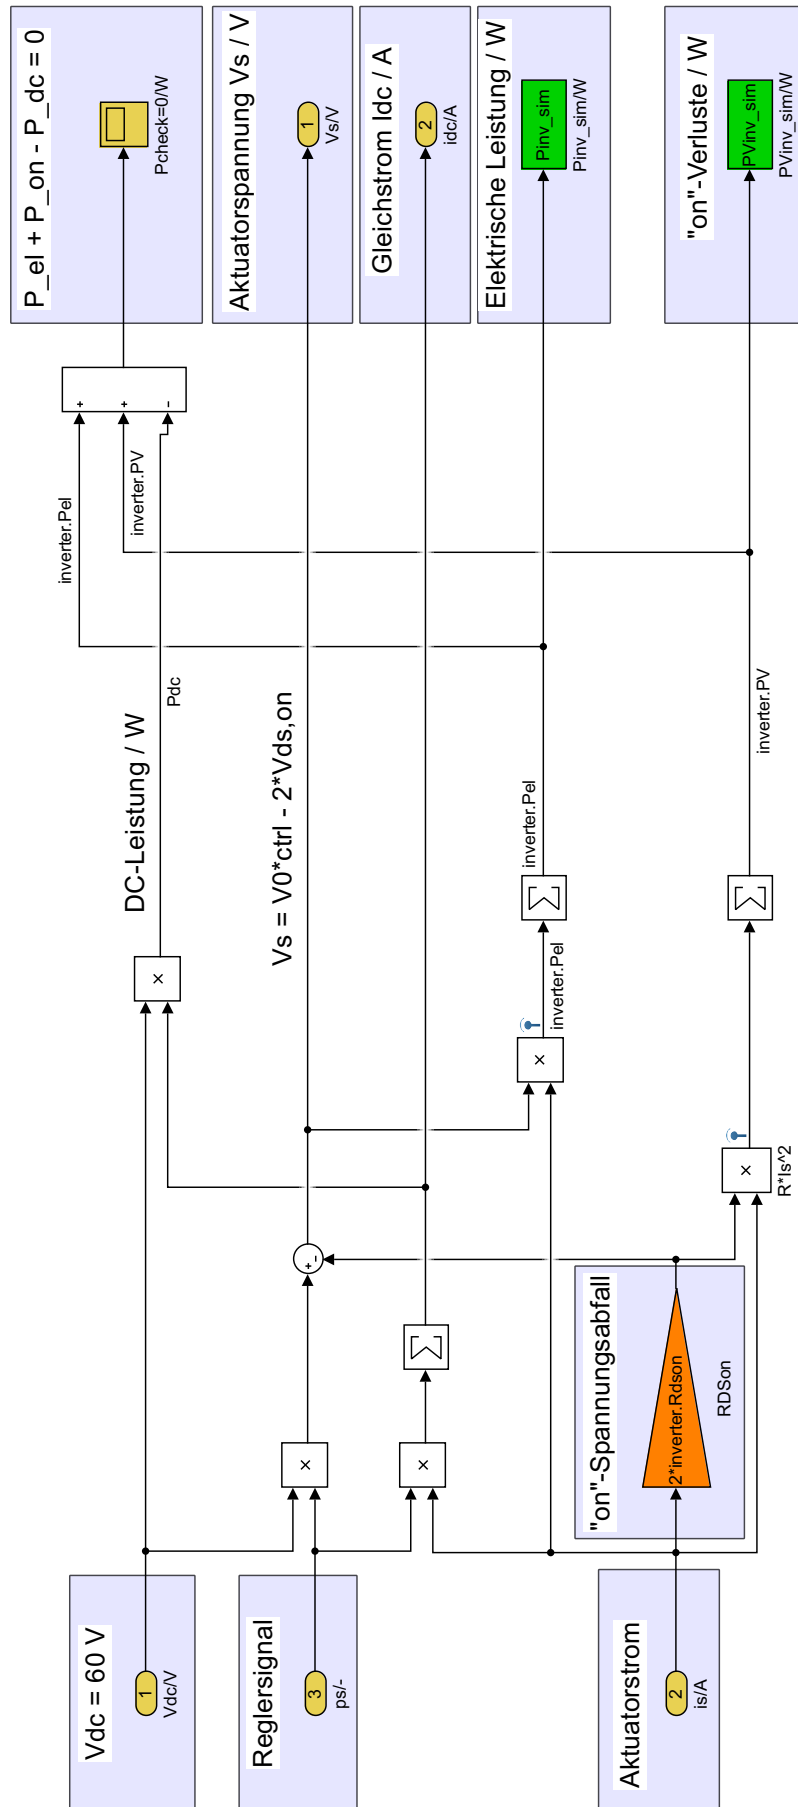 Vdc = 60 V
1
Vdc/V
Reglersignal
3
ps/-
Aktuatorstrom
2
is/A
×
×
"on"-Spannungsabfall
2*inverter.Rdson
RDSon
Σ
+
-
×
R*Is^2
×
inverter.Pel
×
DC-Leistung / W
Vs = V0*ctrl - 2*Vds,on
Σ
inverter.Pel
Σ
inverter.PV
Pdc
inverter.Pel
inverter.PV
+
+
-
P_el + P_on - P_dc = 0
Pcheck=0/W
Aktuatorspannung Vs / V
1
Vs/V
Gleichstrom Idc / A
2
idc/A
Elektrische Leistung / W
Pinv_sim
Pinv_sim/W
"on"-Verluste / W
PVinv_sim
PVinv_sim/W